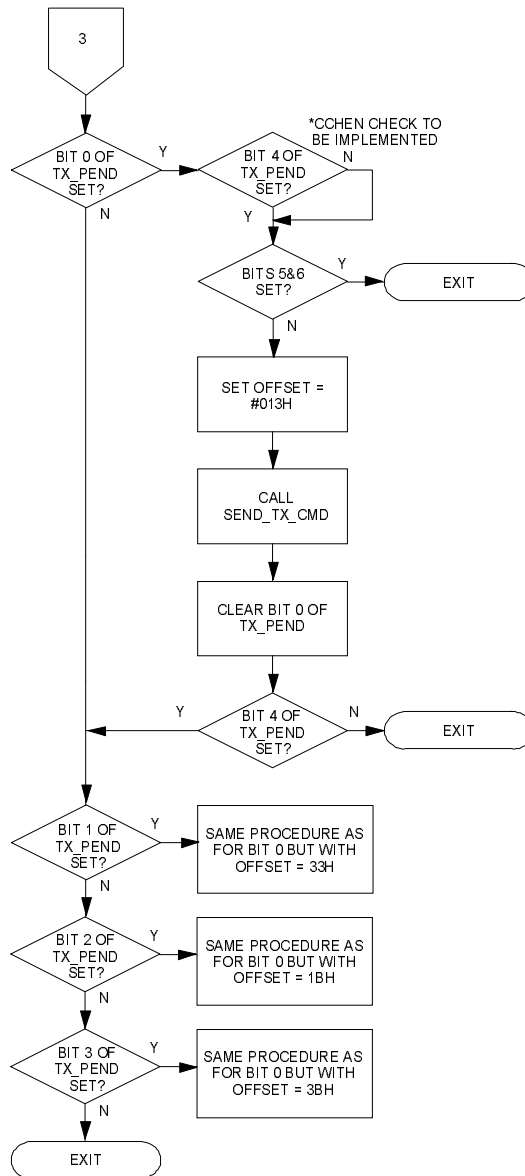 3
*CCHEN CHECK TO
BE IMPLEMENTED
BIT 0 OF
TX_PEND
SET?
Y
N
BIT 4 OF
TX_PEND
SET?
N
Y
BITS 5&6
SET?
Y
N
EXIT
SET OFFSET =
#013H
CALL
SEND_TX_CMD
CLEAR BIT 0 OF
TX_PEND
BIT 4 OF
TX_PEND
SET?
Y
N
EXIT
BIT 1 OF
TX_PEND
SET?
Y
N
SAME PROCEDURE AS
FOR BIT 0 BUT WITH
OFFSET = 33H
BIT 2 OF
TX_PEND
SET?
Y
N
SAME PROCEDURE AS
FOR BIT 0 BUT WITH
OFFSET = 1BH
BIT 3 OF
TX_PEND
SET?
Y
N
SAME PROCEDURE AS
FOR BIT 0 BUT WITH
OFFSET = 3BH
EXIT